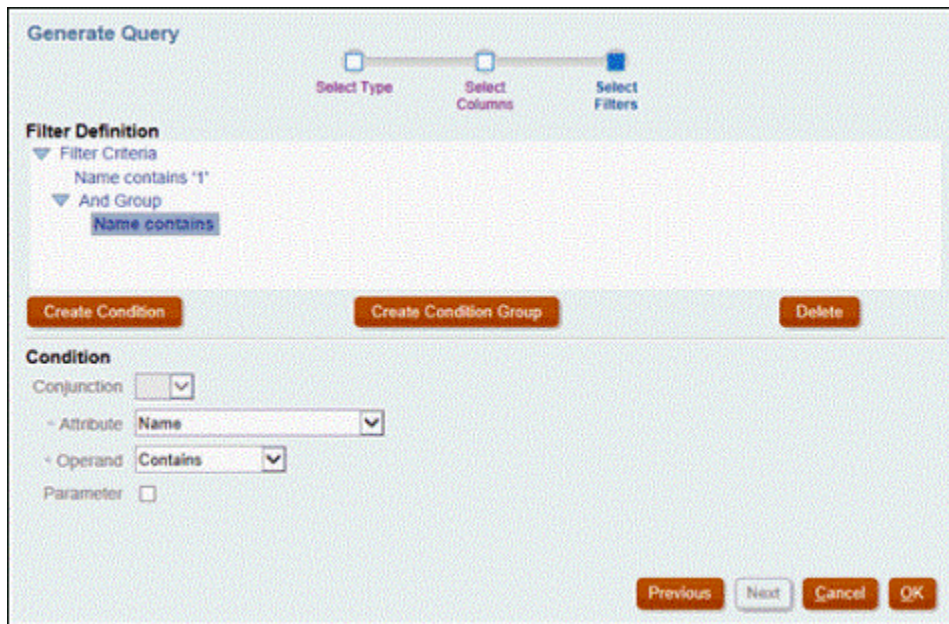 Generate Query
Select Type
Select
Columns
Select
Filters
Filter Definition
Filter Criteria
Name contains '1'
And Group
Name contains
Create Condition
Create Condition Group
Delete
Condition
Conjunction
* Attribute Name
* Operand Contains
Parameter
Previous Next Cancel OK